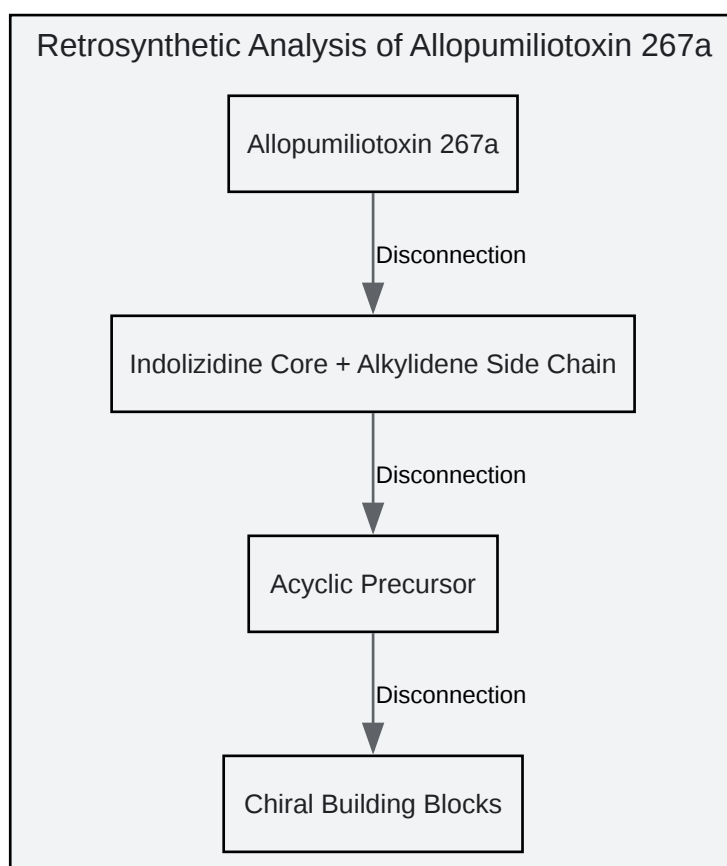 Retrosynthetic Analysis of Allopumiliotoxin 267a
Allopumiliotoxin 267a
Disconnection
Indolizidine Core + Alkylidene Side Chain
Disconnection
Acyclic Precursor
Disconnection
Chiral Building Blocks